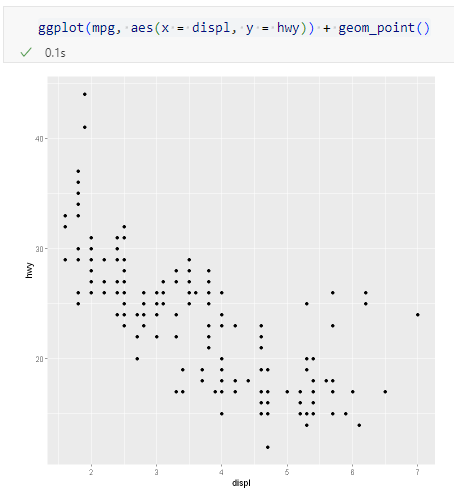 ggplot(mpg, aes(x = displ, y = hwy)) + geom_point()
0.1s
40
30
20
hwy
2 3 4 5 6 7
displ